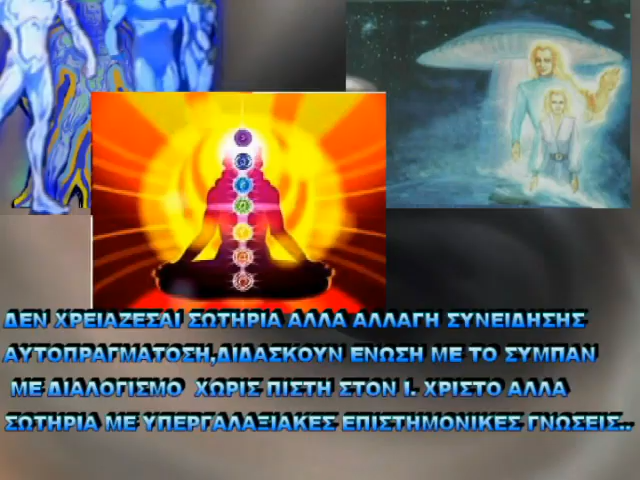 ΔΕΝ ΧΡΕΙΑΖΕΣΑΙ ΣΩΤΗΡΙΑ ΑΛΛΑ ΑΛΛΑΓΗ ΣΥΝΕΙΔΗΣΗΣ
ΑΥΤΟΠΡΑΓΜΑΤΟΣΗ,ΔΙΔΑΣΚΟΥΝ ΕΝΩΣΗ ΜΕ ΤΟ ΣΥΜΠΑΝ
ΜΕ ΔΙΑΛΟΓΙΣΜΟ ΧΩΡΙΣ ΠΙΣΤΗ ΣΤΟΝ Ι. ΧΡΙΣΤΟ ΑΛΛΑ
ΣΩΤΗΡΙΑ ΜΕ ΥΠΕΡΓΑΛΑΞΙΑΚΕΣ ΕΠΙΣΤΗΜΟΝΙΚΕΣ ΓΝΩΣΕΙΣ..